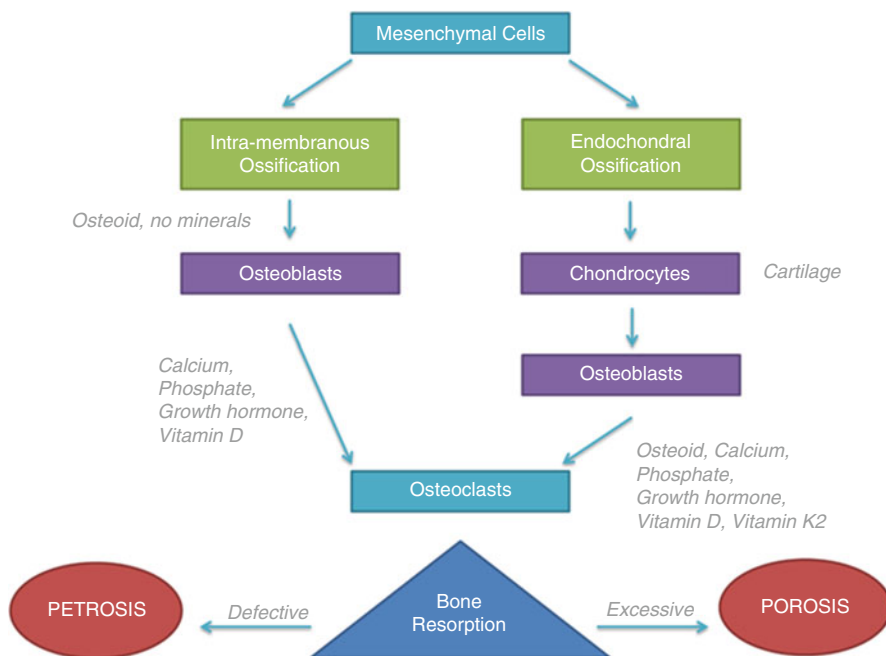 Mesenchymal Cells
Intra-membranous
Ossification
Endochondral
Ossification
Osteoid, no minerals
Osteoblasts
Chondrocytes
Cartilage
Calcium,
Phosphate,
Growth hormone,
Vitamin D
Osteoblasts
Osteoclasts
Osteoid, Calcium,
Phosphate,
Growth hormone,
Vitamin D, Vitamin K2
PETROSIS
Defective
Bone
Resorption
Excessive
POROSIS